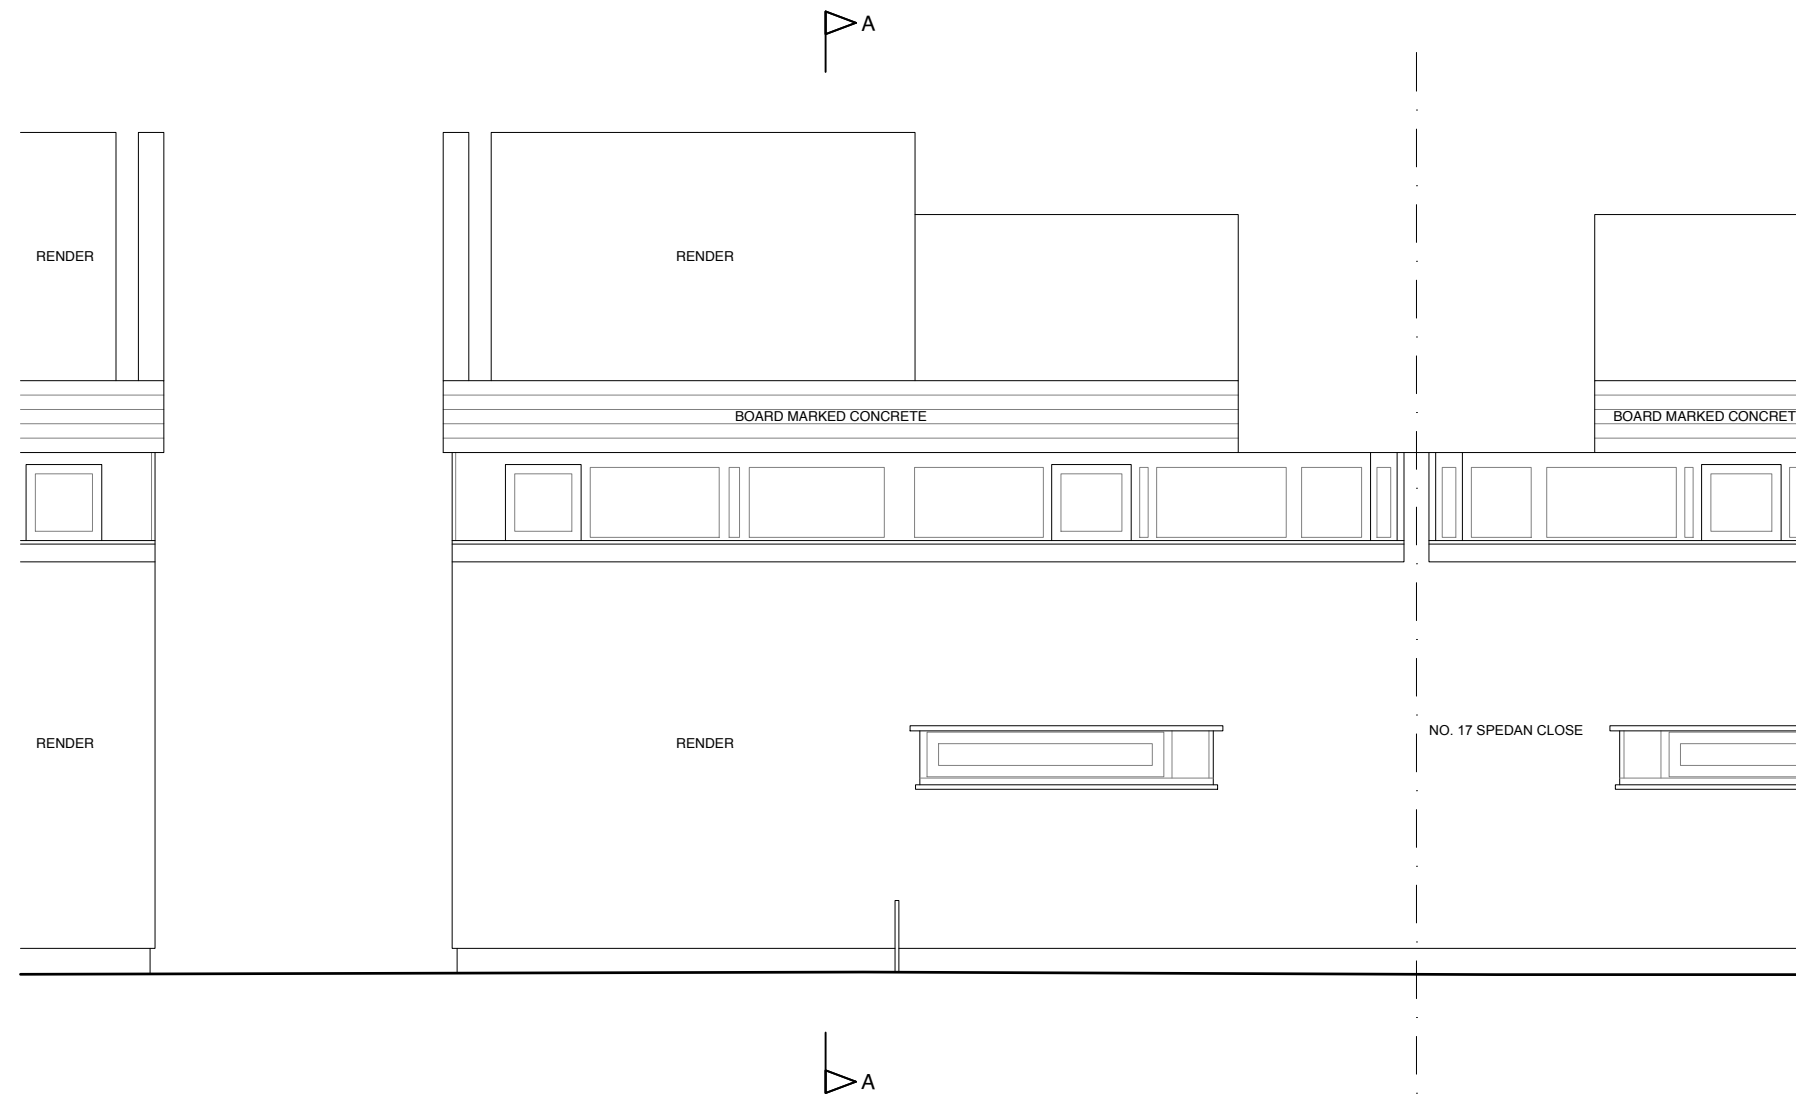 A
RENDER
RENDER
BOARD MARKED CONCRETE
BOARD MARKED CONCRET
NO. 17 SPEDAN CLOSE
RENDER
RENDER
A